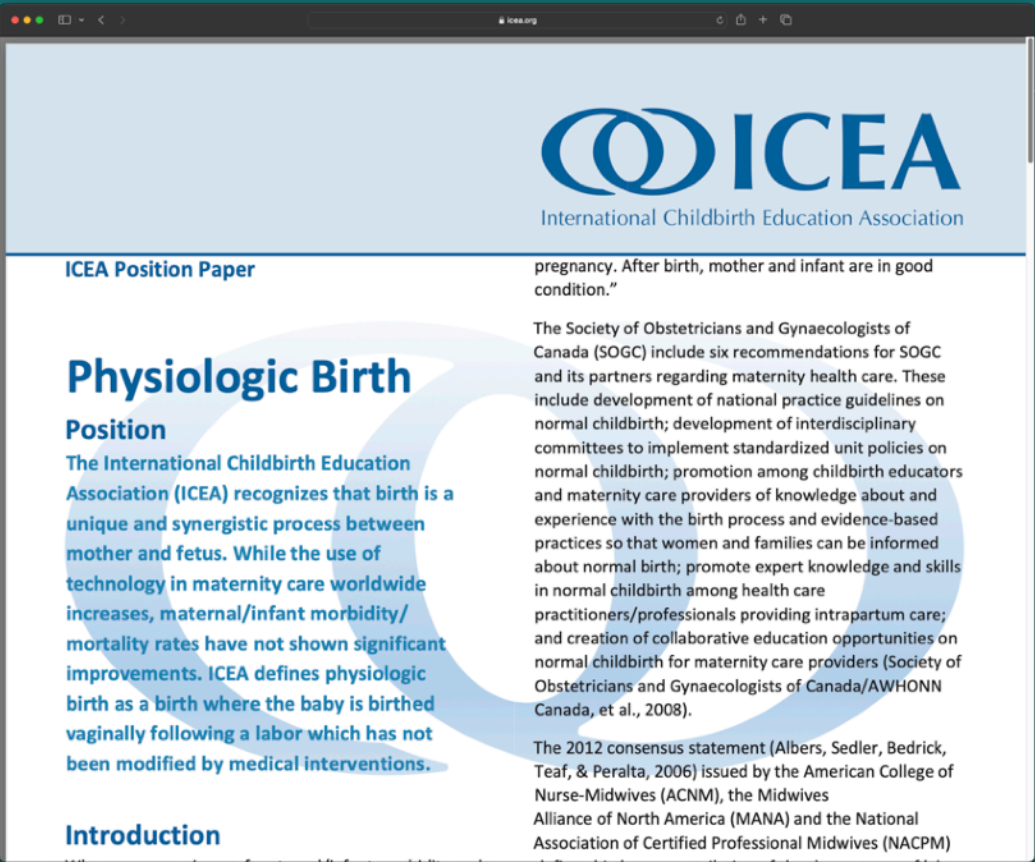 icea.org
ICEA
International Childbirth Education Association
ICEA Position Paper
Physiologic Birth
Position
The International Childbirth Education
Association (ICEA) recognizes that birth is a
unique and synergistic process between
mother and fetus. While the use of
technology in maternity care worldwide
increases, maternal/infant morbidity/
mortality rates have not shown significant
improvements. ICEA defines physiologic
birth as a birth where the baby is birthed
vaginally following a labor which has not
been modified by medical interventions.
Introduction
pregnancy. After birth, mother and infant are in good
condition.”
The Society of Obstetricians and Gynaecologists of
Canada (SOGC) include six recommendations for SOGC
and its partners regarding maternity health care. These
include development of national practice guidelines on
normal childbirth; development of interdisciplinary
committees to implement standardized unit policies on
normal childbirth; promotion among childbirth educators
and maternity care providers of knowledge about and
experience with the birth process and evidence-based
practices so that women and families can be informed
about normal birth; promote expert knowledge and skills
in normal childbirth among health care
practitioners/professionals providing intrapartum care;
and creation of collaborative education opportunities on
normal childbirth for maternity care providers (Society of
Obstetricians and Gynaecologists of Canada/AWHONN
Canada, et al., 2008).
The 2012 consensus statement (Albers, Sedler, Bedrick,
Teaf, & Peralta, 2006) issued by the American College of
Nurse-Midwives (ACNM), the Midwives
Alliance of North America (MANA) and the National
Association of Certified Professional Midwives (NACPM)